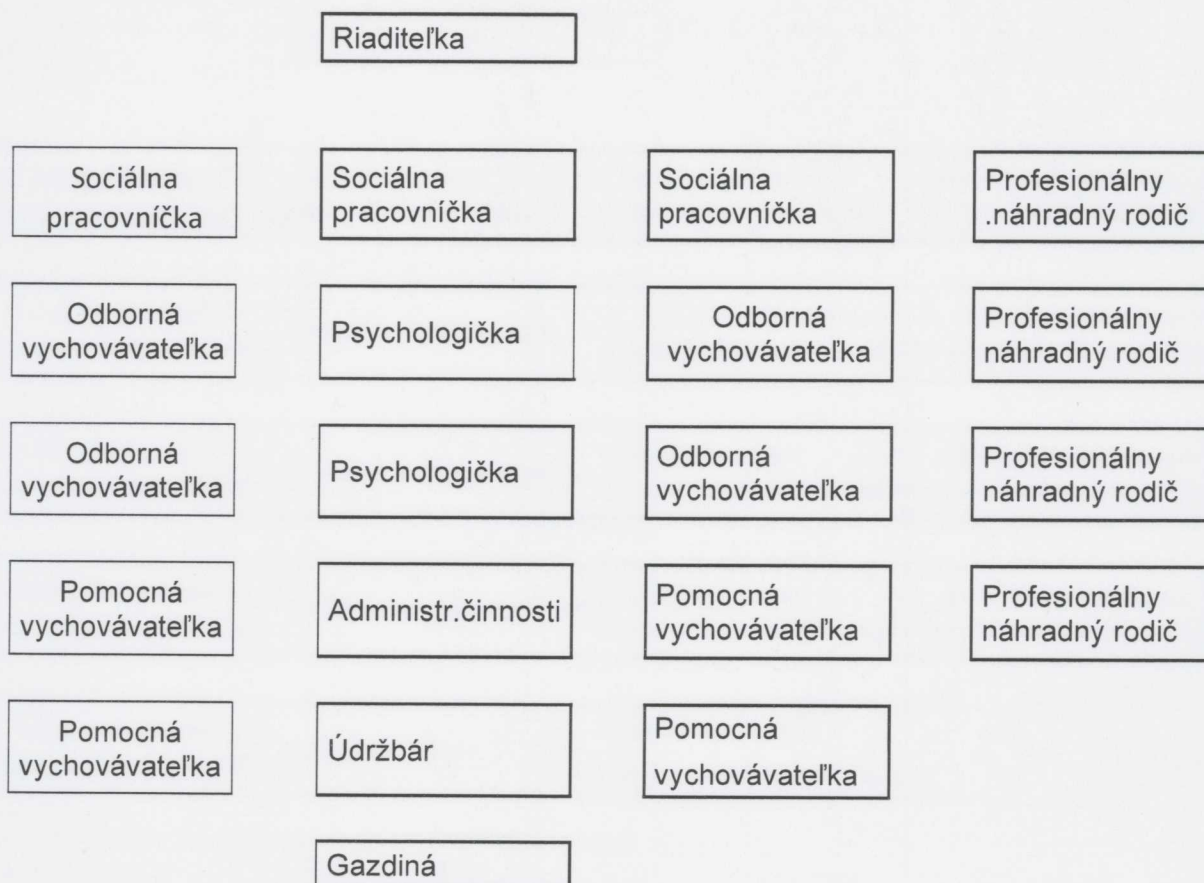 Riaditeľka
Sociálna
pracovníčka
Sociálna
pracovníčka
Sociálna
pracovníčka
Profesionálny
.náhradný rodič
Odborná
vychovávateľka
Psychologička
Odborná
vychovávateľka
Profesionálny
náhradný rodič
Odborná
vychovávateľka
Psychologička
Odborná
vychovávateľka
Profesionálny
náhradný rodič
Pomocná
vychovávateľka
Administr.činnosti
Pomocná
vychovávateľka
Profesionálny
náhradný rodič
Pomocná
vychovávateľka
Údržbár
Pomocná
vychovávateľka
Gazdiná